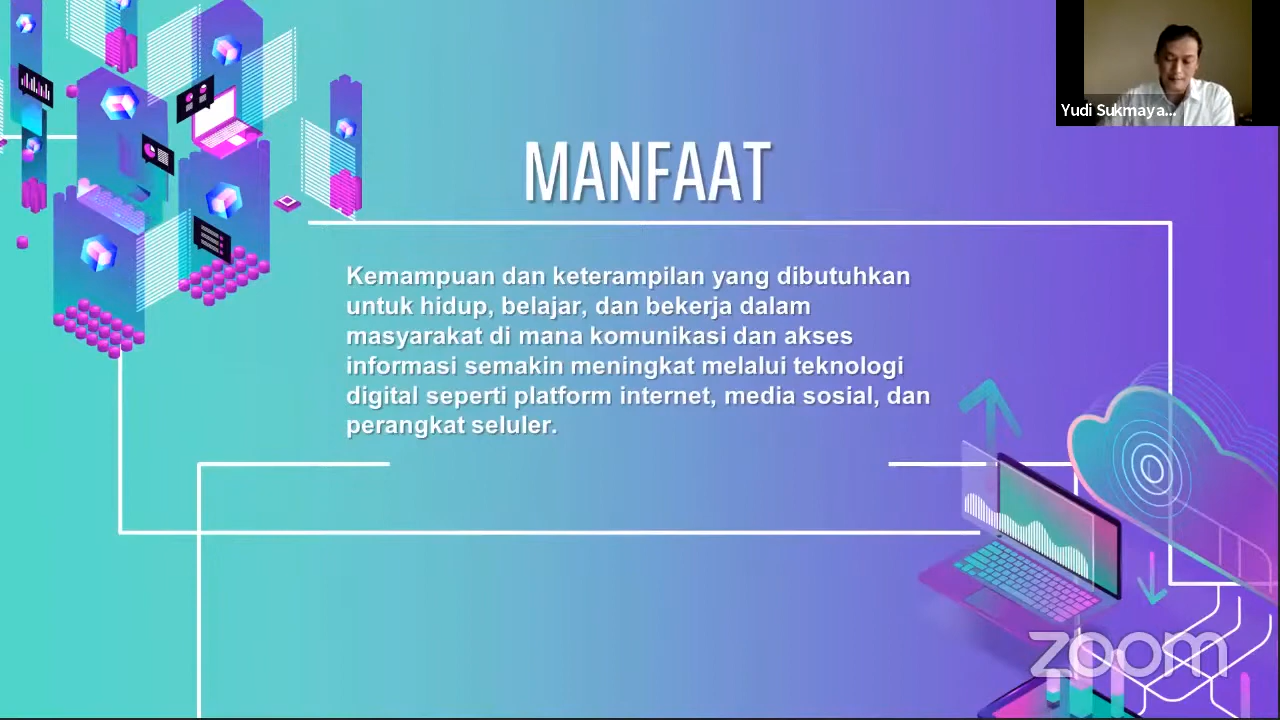 Yudi Sukmaya...
MANFAAT
Kemampuan dan keterampilan yang dibutuhkan
untuk hidup, belajar, dan bekerja dalam
masyarakat di mana komunikasi dan akses
informasi semakin meningkat melalui teknologi
digital seperti platform internet, media sosial, dan
perangkat seluler.
zoom